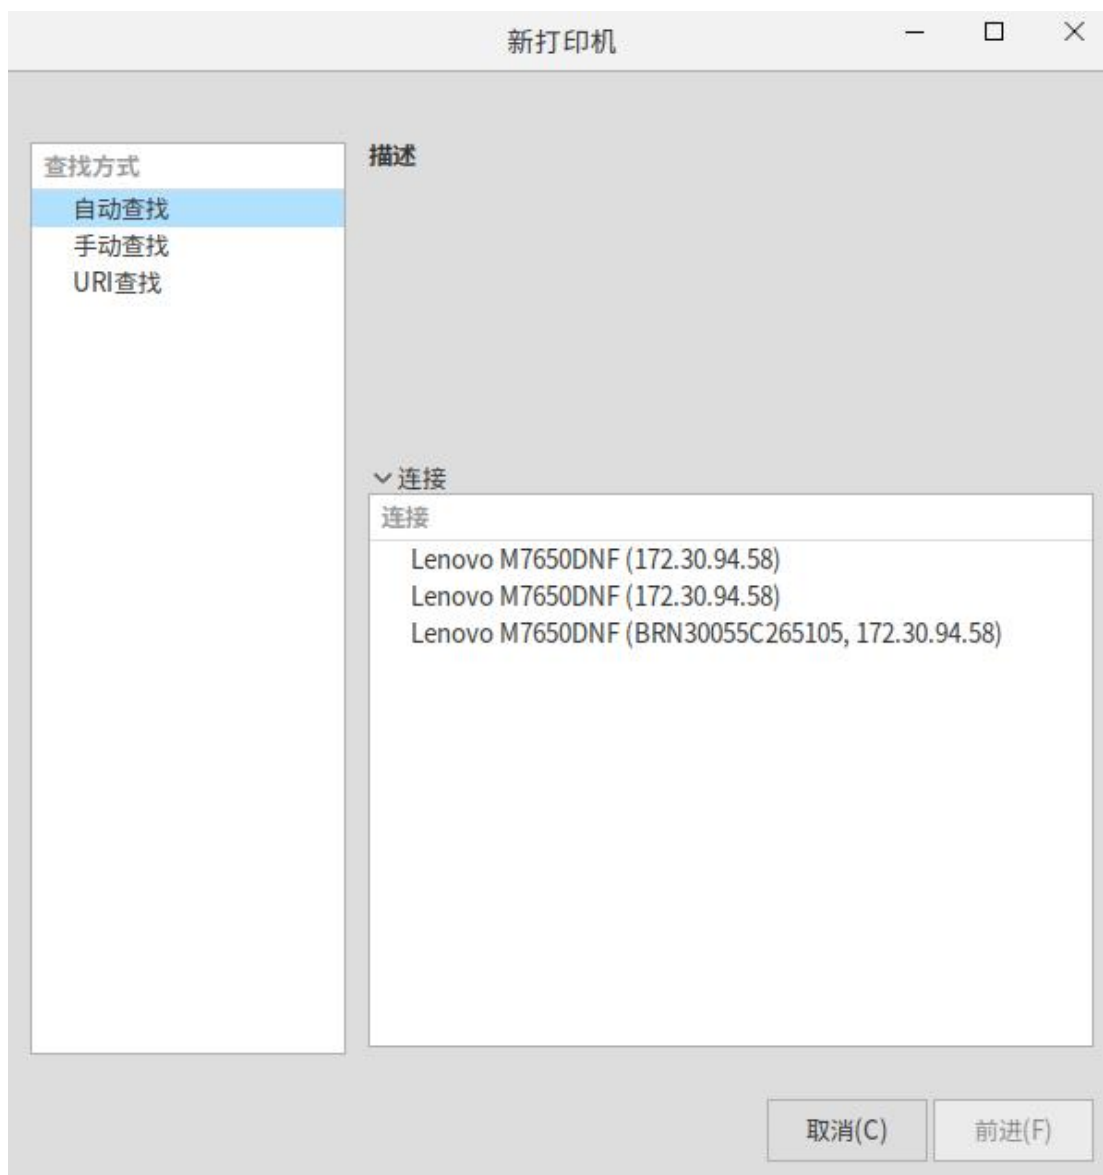 新打印机
查找方式
自动查找
手动查找
URI查找
描述
连接
连接
Lenovo M7650DNF (172.30.94.58)
Lenovo M7650DNF (172.30.94.58)
Lenovo M7650DNF (BRN30055C265105, 172.30.94.58)
取消(C)
前进(F)